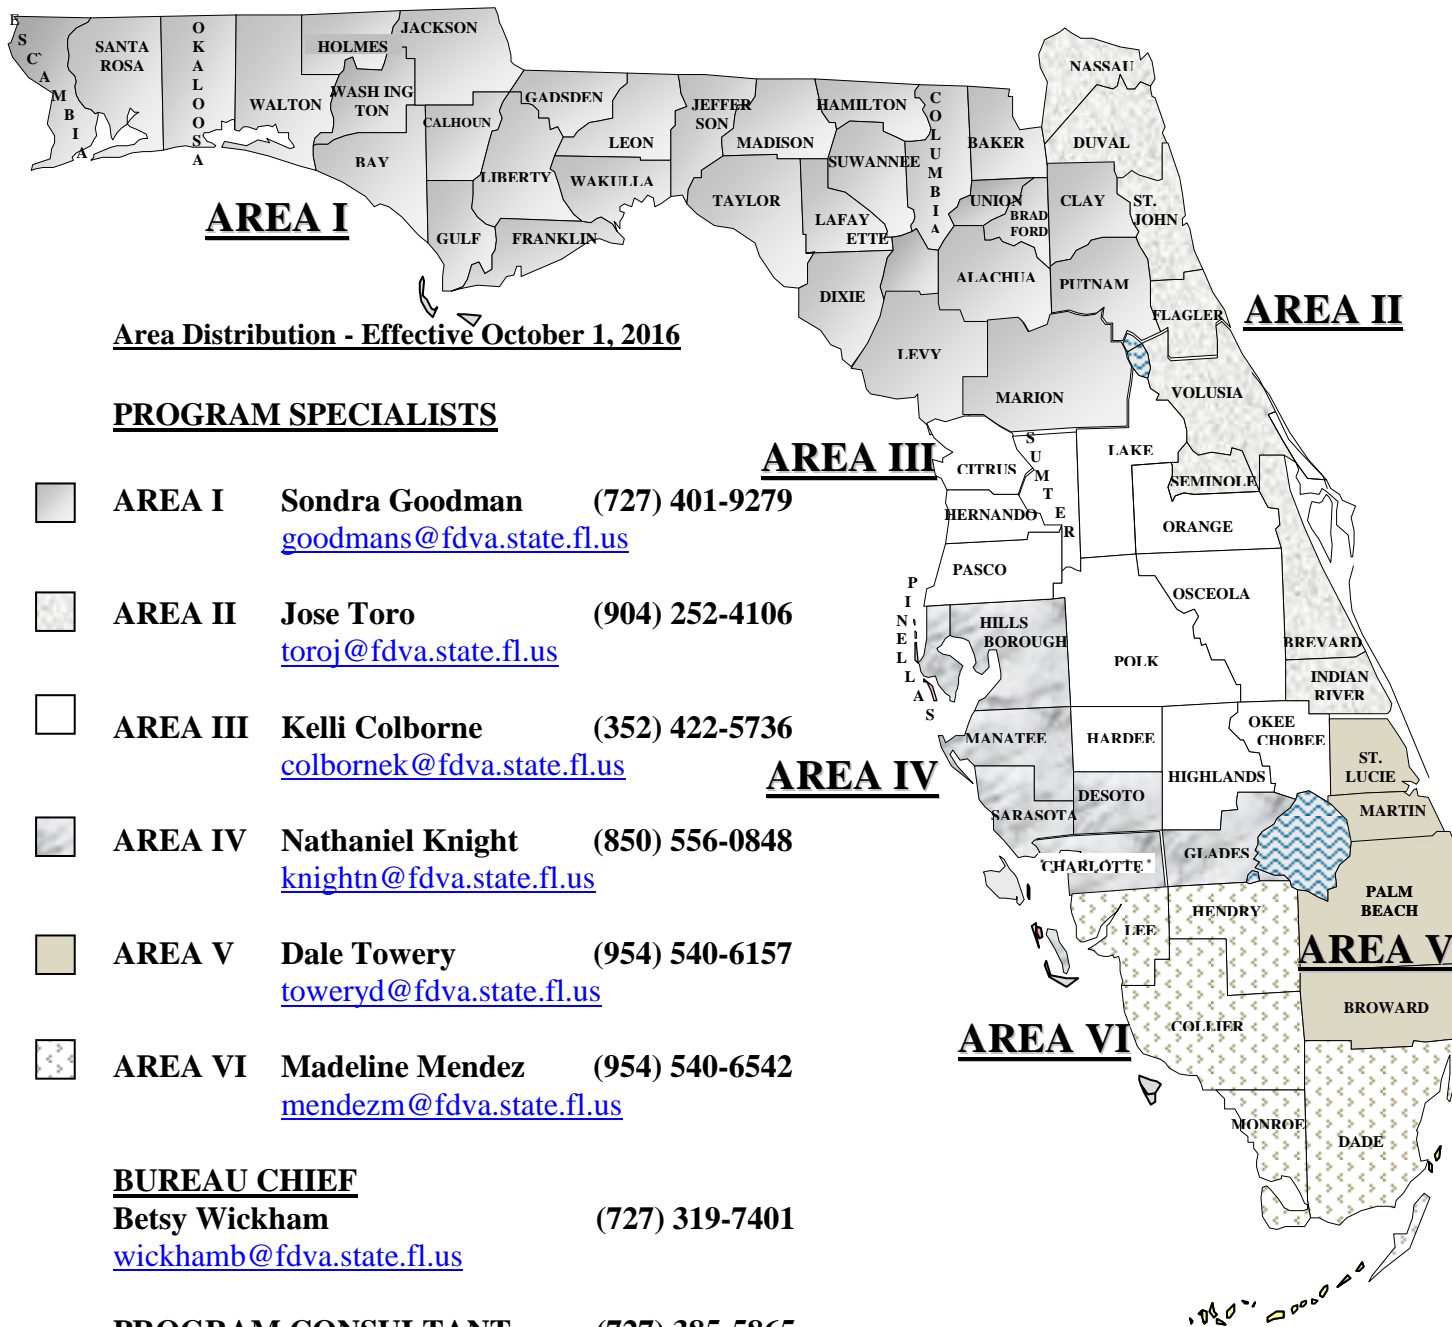 ESCAMBIA
SANTA
ROSA
OKALOOSA
WALTON
HOLMES
JACKSON
WASH ING
TON
BAY
CALHOUN
GADSDEN
LEON
LIBERTY
WAKULLA
GULF
FRANKLIN
JEFFER
SON
MADISON
HAMILTON
SUWANNEE
TAYLOR
LAFAY
ETTE
DIXIE
COLUMBIA
BAKER
UNION
BRAD
FORD
CLAY
ALACHUA
PUTNAM
LEVY
MARION
NASSAU
DUVAL
ST.
JOHN
FLAGLER
VOLUSIA
SEMINOLE
BREVARD
INDIAN
RIVER
CITRUS
SUMTER
LAKE
HERNANDO
ORANGE
PASCO
OSCEOLA
POLK
PINELLAS
HILLS
BOROUGH
MANATEE
HARDEE
HIGHLANDS
OKEE
CHOBEE
SARASOTA
DESOTO
CHARLOTTE
GLADES
ST.
LUCIE
MARTIN
PALM
BEACH
BROWARD
LEE
HENDRY
COLLIER
MONROE
DADE
AREA I
AREA II
AREA III
AREA IV
AREA V
AREA VI
Area Distribution - Effective October 1, 2016
PROGRAM SPECIALISTS
AREA I Sondra Goodman (727) 401-9279
goodmans@fdva.state.fl.us
AREA II Jose Toro (904) 252-4106
toroj@fdva.state.fl.us
AREA III Kelli Colborne (352) 422-5736
colbornek@fdva.state.fl.us
AREA IV Nathaniel Knight (850) 556-0848
knightn@fdva.state.fl.us
AREA V Dale Towery (954) 540-6157
toweryd@fdva.state.fl.us
AREA VI Madeline Mendez (954) 540-6542
mendezm@fdva.state.fl.us
BUREAU CHIEF
Betsy Wickham (727) 319-7401
wickhamb@fdva.state.fl.us
PROGRAM CONSULTANT (727) 385-5865